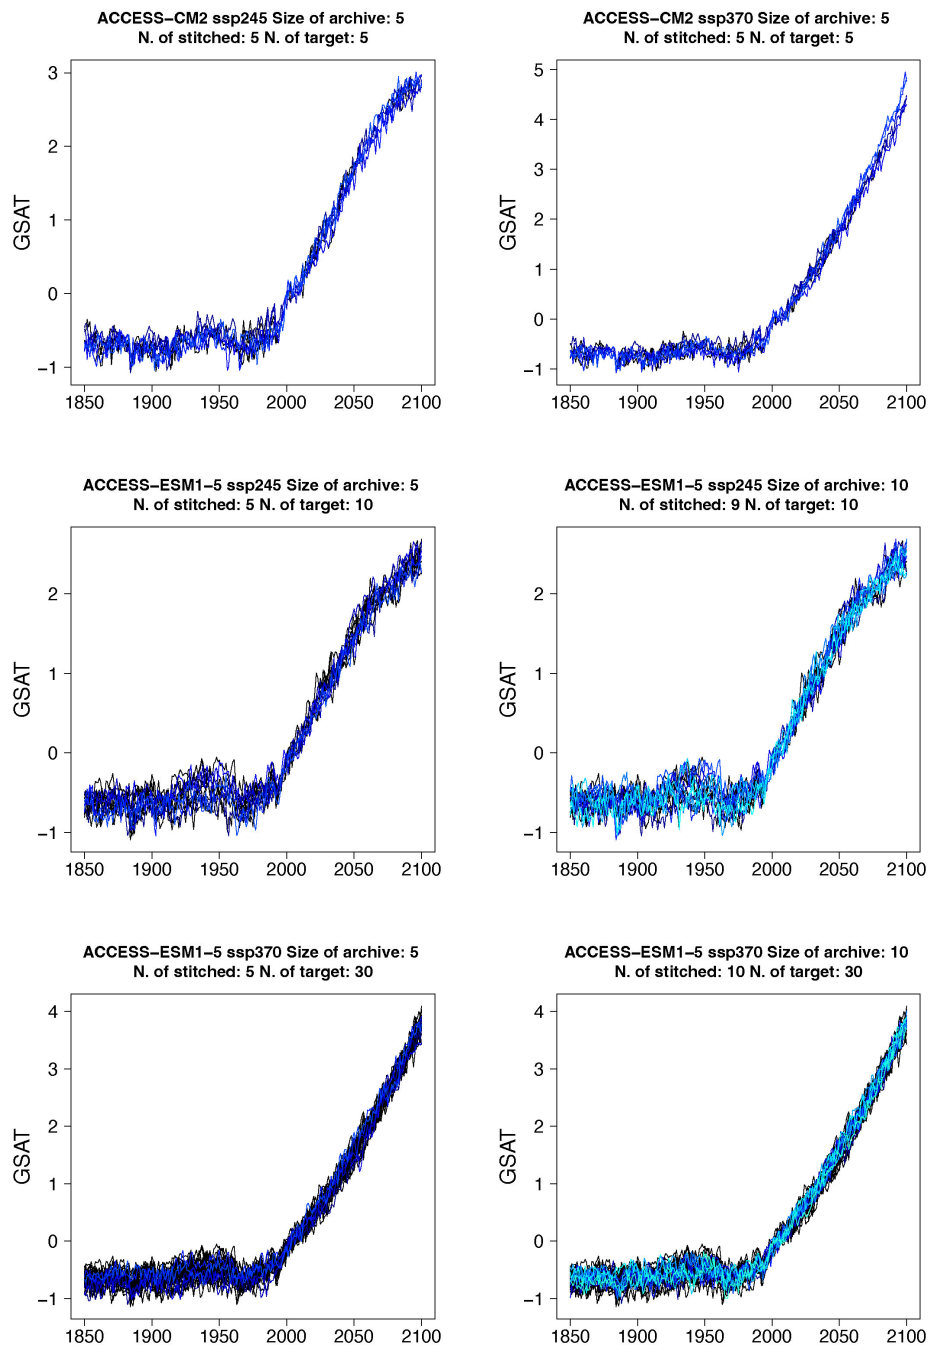 ACCESS−CM2 ssp245 Size of archive: 5
N. of stitched: 5 N. of target: 5
3
2
1
0
−1
GSAT
1850 1900 1950 2000 2050 2100
ACCESS−CM2 ssp370 Size of archive: 5
N. of stitched: 5 N. of target: 5
5
4
3
2
1
0
−1
GSAT
1850 1900 1950 2000 2050 2100
ACCESS−ESM1−5 ssp245 Size of archive: 5
N. of stitched: 5 N. of target: 10
2
1
0
−1
GSAT
1850 1900 1950 2000 2050 2100
ACCESS−ESM1−5 ssp245 Size of archive: 10
N. of stitched: 9 N. of target: 10
2
1
0
−1
GSAT
1850 1900 1950 2000 2050 2100
ACCESS−ESM1−5 ssp370 Size of archive: 5
N. of stitched: 5 N. of target: 30
4
3
2
1
0
−1
GSAT
1850 1900 1950 2000 2050 2100
ACCESS−ESM1−5 ssp370 Size of archive: 10
N. of stitched: 10 N. of target: 30
4
3
2
1
0
−1
GSAT
1850 1900 1950 2000 2050 2100